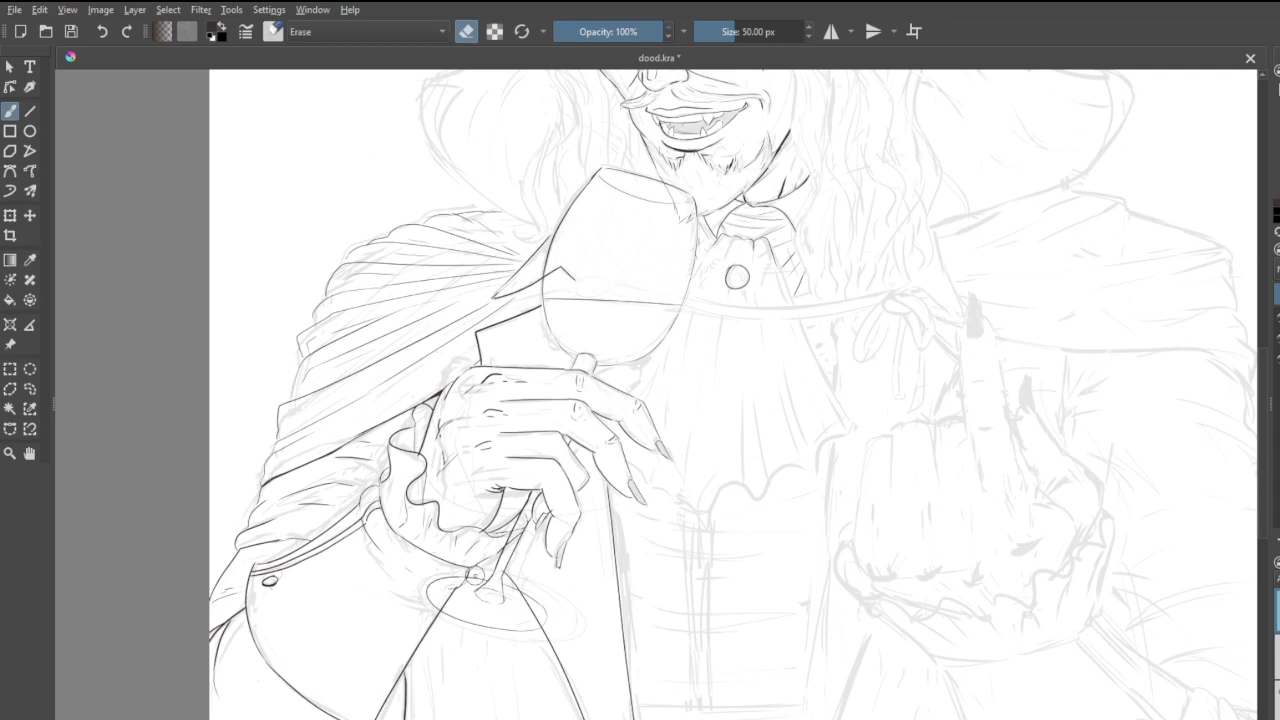 File Edit View Image Layer Select Filter Tools Settings Window Help
Erase Opacity: 100% Size: 50.00 px
dood.kra *